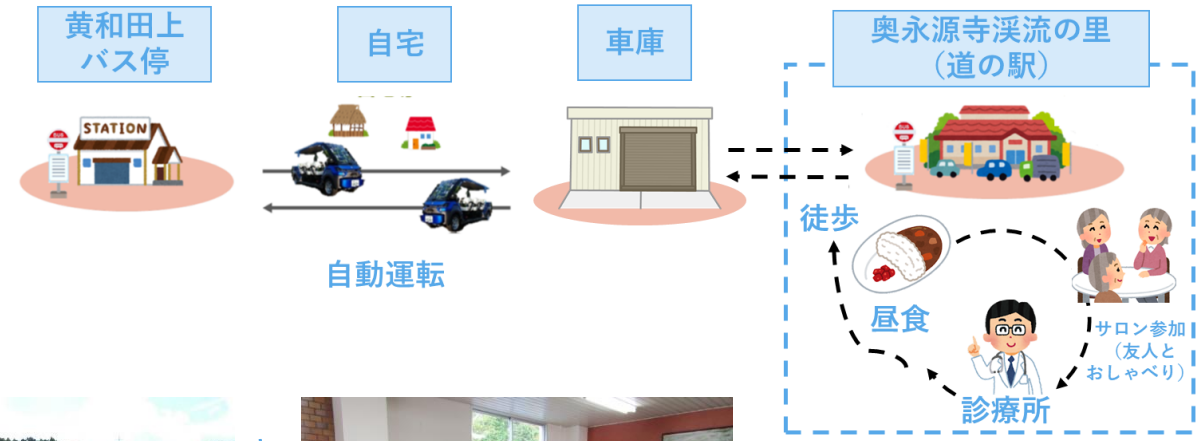 黄和田上
バス停
自宅
車庫
奥永源寺渓流の里
（道の駅）
STATION
BUS
BUS
自動運転
徒歩
昼食
サロン参加
（友人と
おしゃべり）
診療所